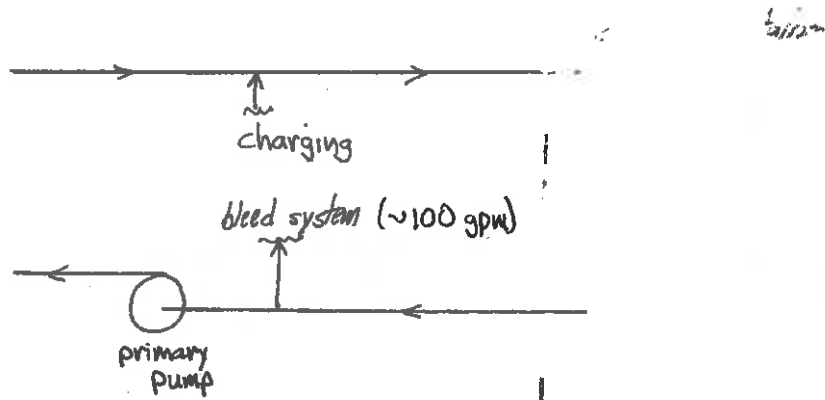 charging
bleed system (~100 gpm)
primary
pump